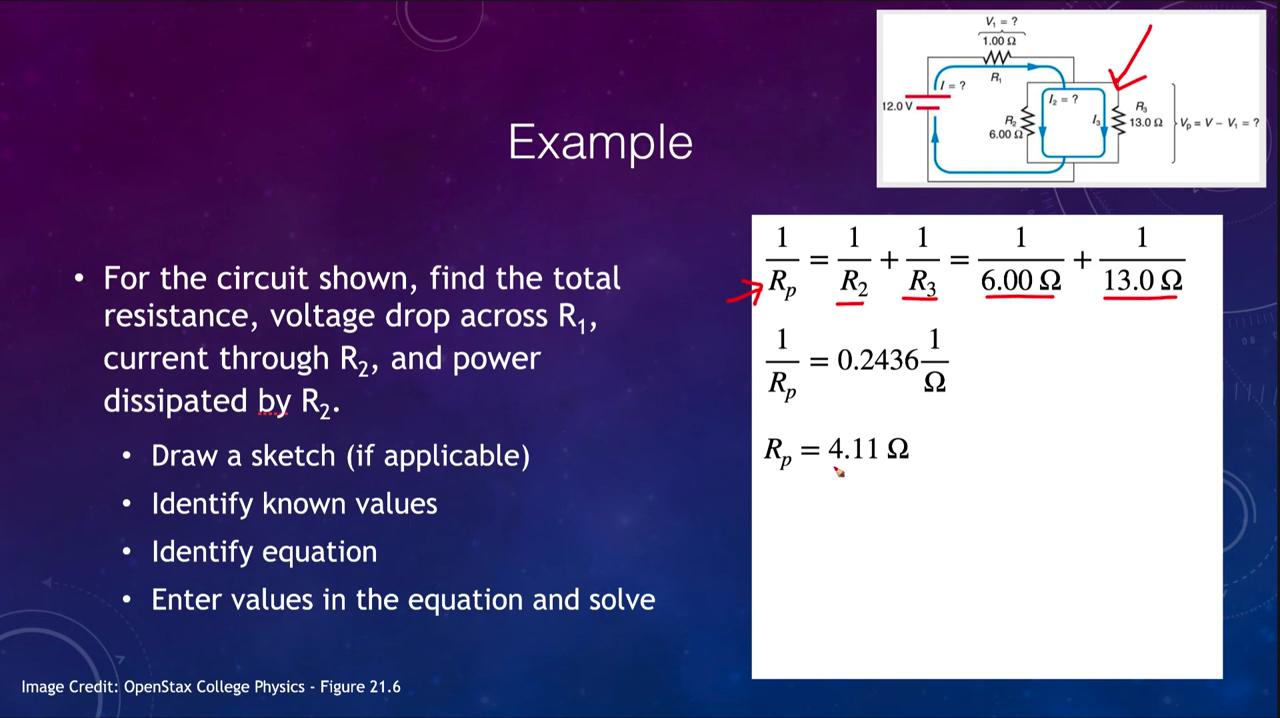 Example
• For the circuit shown, find the total
resistance, voltage drop across R₁,
current through R₂, and power
dissipated by R₂.
• Draw a sketch (if applicable)
• Identify known values
• Identify equation
• Enter values in the equation and solve
Image Credit: OpenStax College Physics - Figure 21.6
V₁ = ?
1.00 Ω
R₁
I = ?
12.0 V
I₂ = ?
R₂
6.00 Ω
I₃
R₃
13.0 Ω
Vₚ = V – V₁ = ?
1/Rₚ = 1/R₂ + 1/R₃ = 1/6.00 Ω + 1/13.0 Ω
1/Rₚ = 0.2436 1/Ω
Rₚ = 4.11 Ω